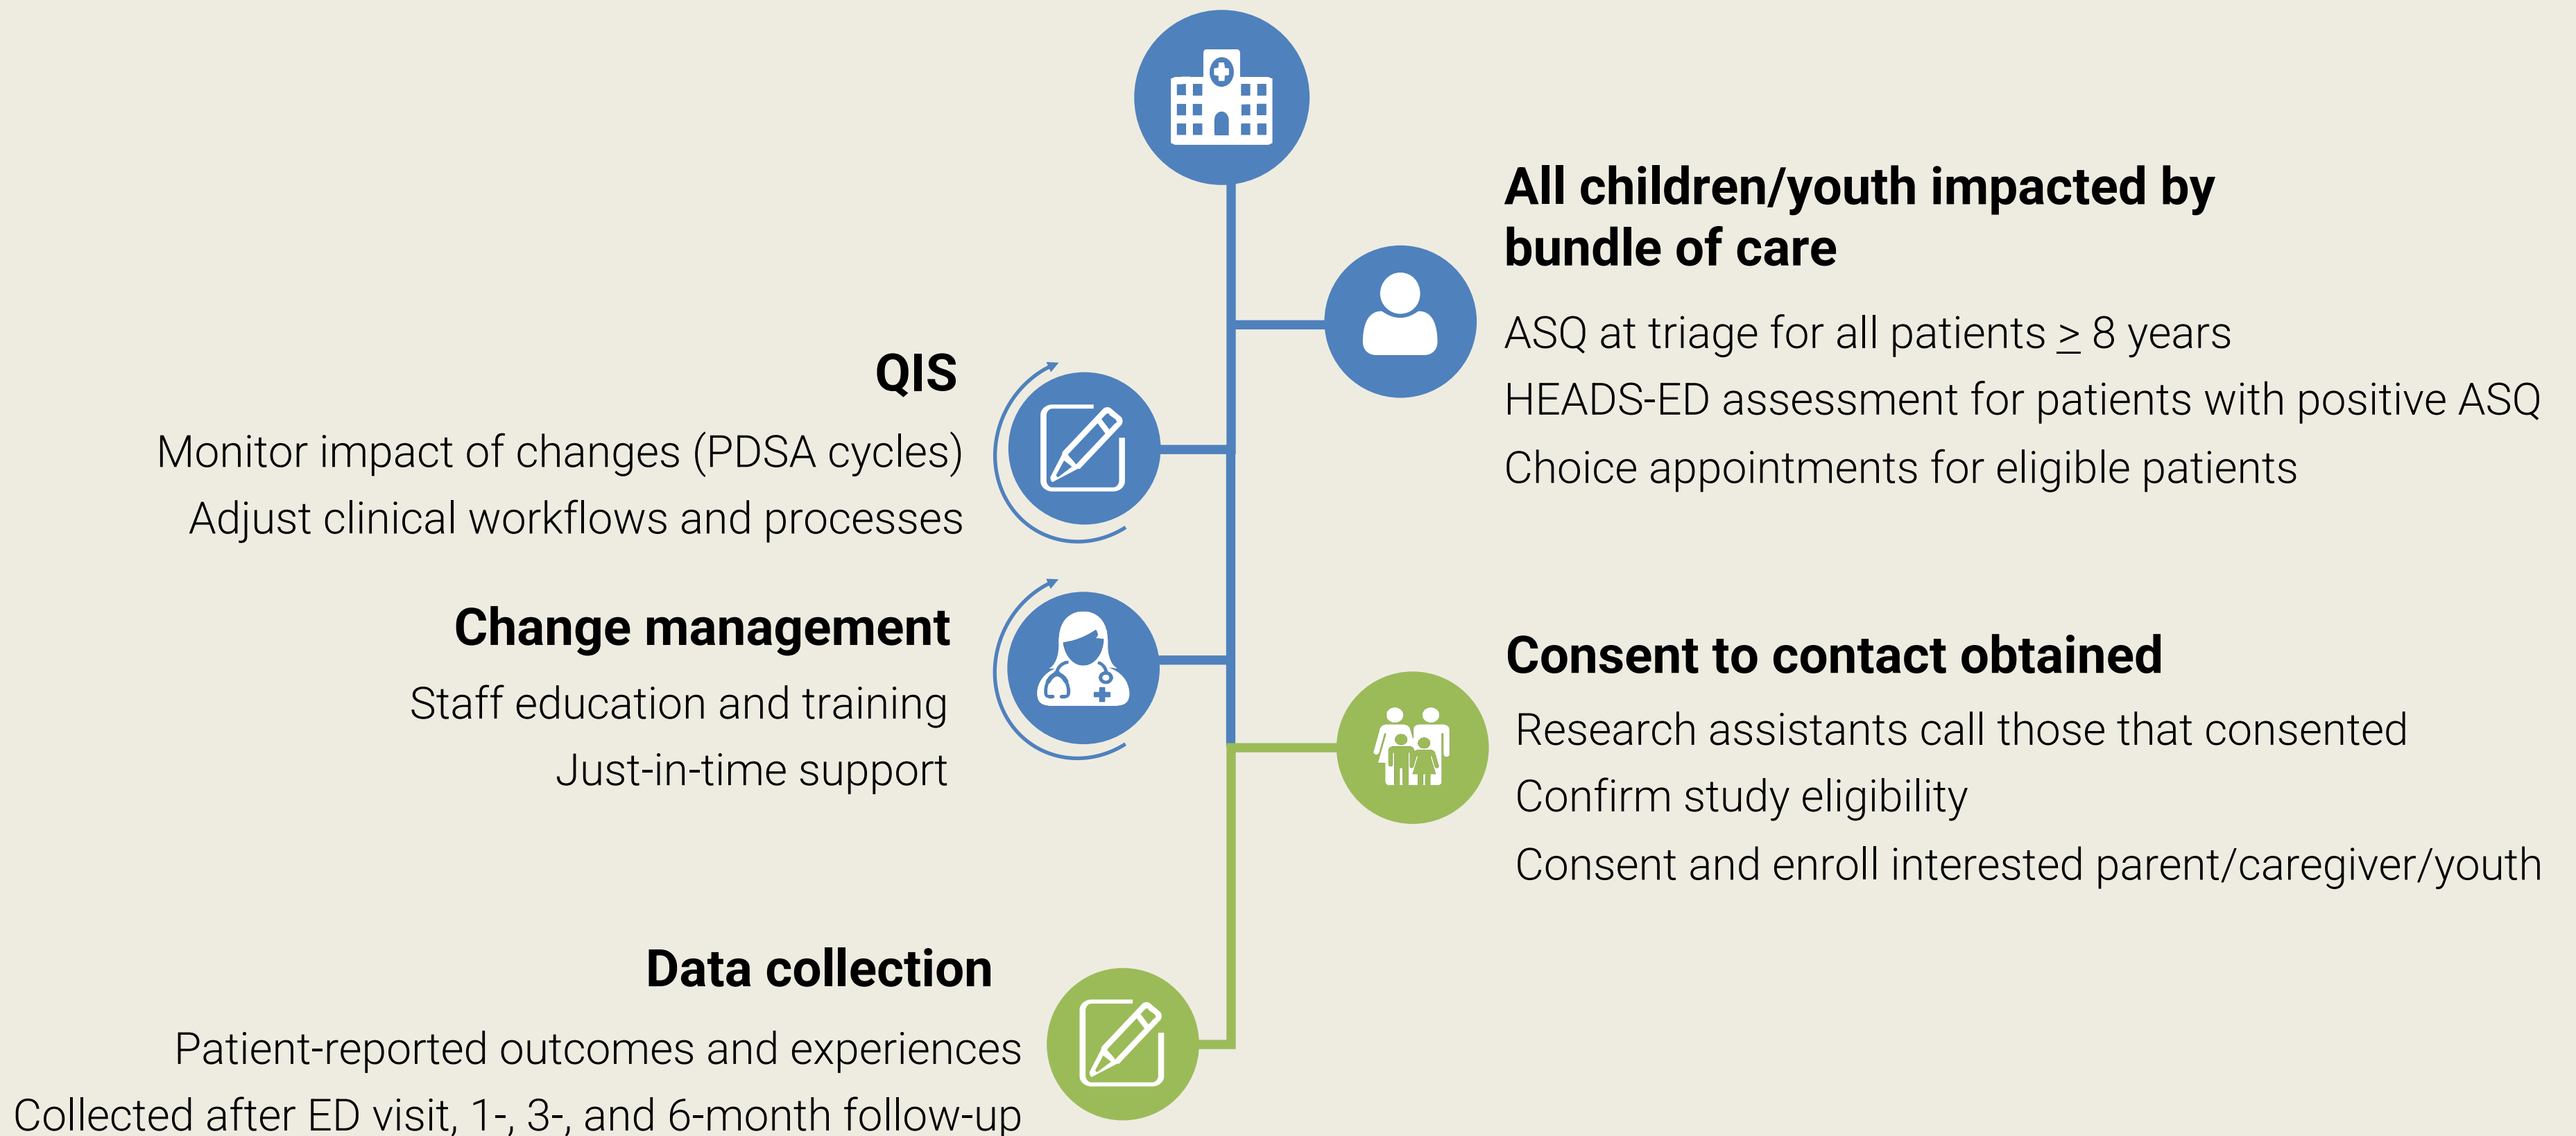 All children/youth impacted by
bundle of care
ASQ at triage for all patients ≥ 8 years
HEADS-ED assessment for patients with positive ASQ
Choice appointments for eligible patients
QIS
Monitor impact of changes (PDSA cycles)
Adjust clinical workflows and processes
Change management
Staff education and training
Just-in-time support
Consent to contact obtained
Research assistants call those that consented
Confirm study eligibility
Consent and enroll interested parent/caregiver/youth
Data collection
Patient-reported outcomes and experiences
Collected after ED visit, 1-, 3-, and 6-month follow-up